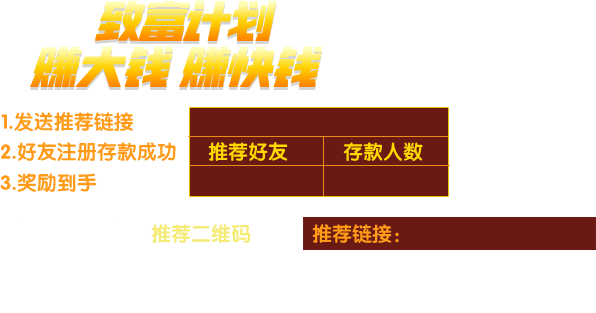 致富计划
赚大钱 赚快钱
1.发送推荐链接
2.好友注册存款成功
3.奖励到手
推荐好友 存款人数
推荐二维码
推荐链接：